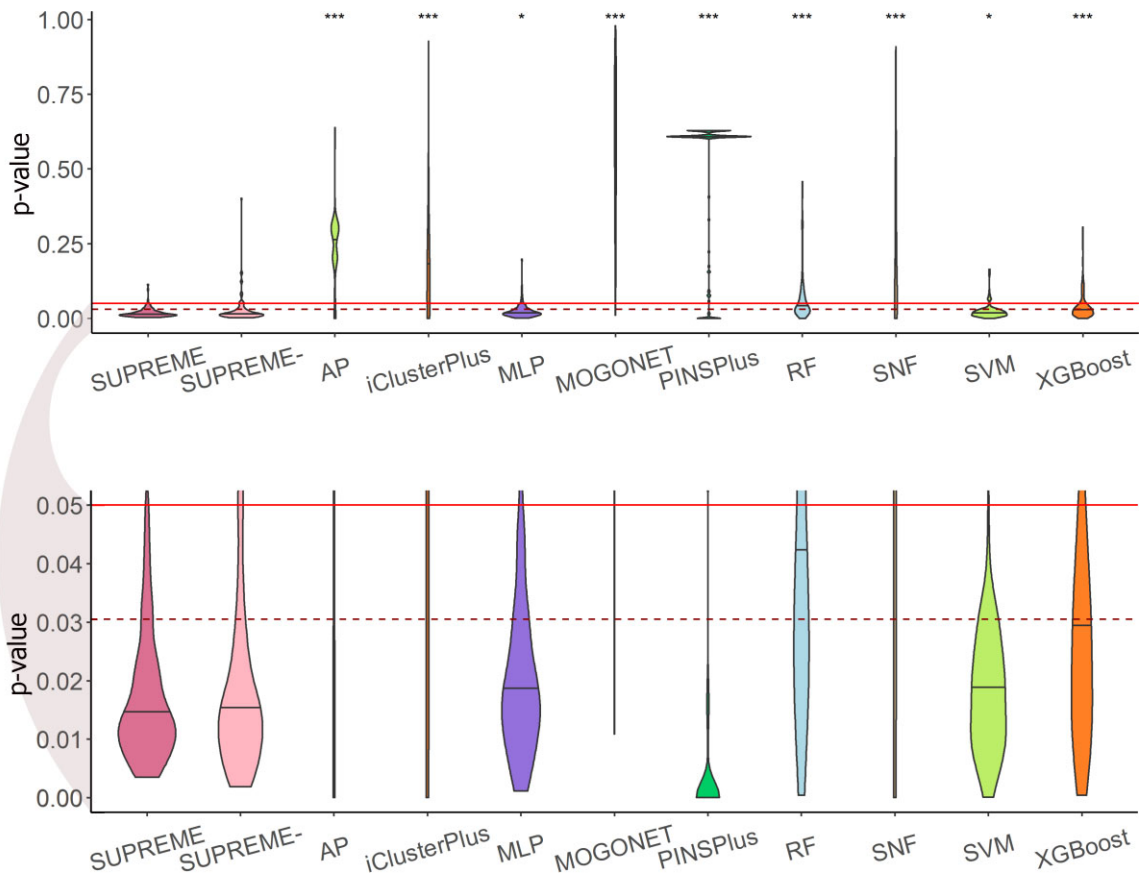 *** *** * *** *** *** *** * ***
1.00
0.75
0.50
0.25
0.00
p-value
SUPREME SUPREME- AP iClusterPlus MLP MOGONET PINSPlus RF SNF SVM XGBoost
0.05
0.04
0.03
0.02
0.01
0.00
p-value
SUPREME SUPREME- AP iClusterPlus MLP MOGONET PINSPlus RF SNF SVM XGBoost